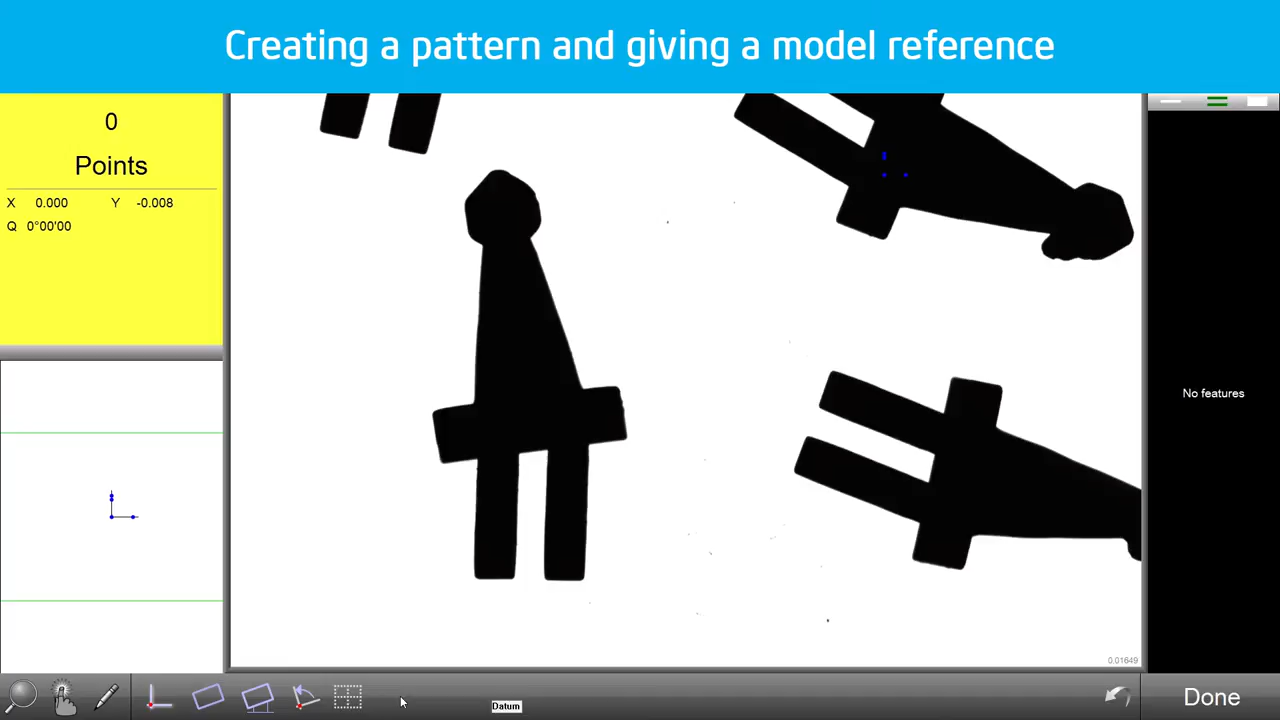 Creating a pattern and giving a model reference
0
Points
X 0.000 Y -0.008
Q 0°00'00
No features
0.01649
Datum
Done